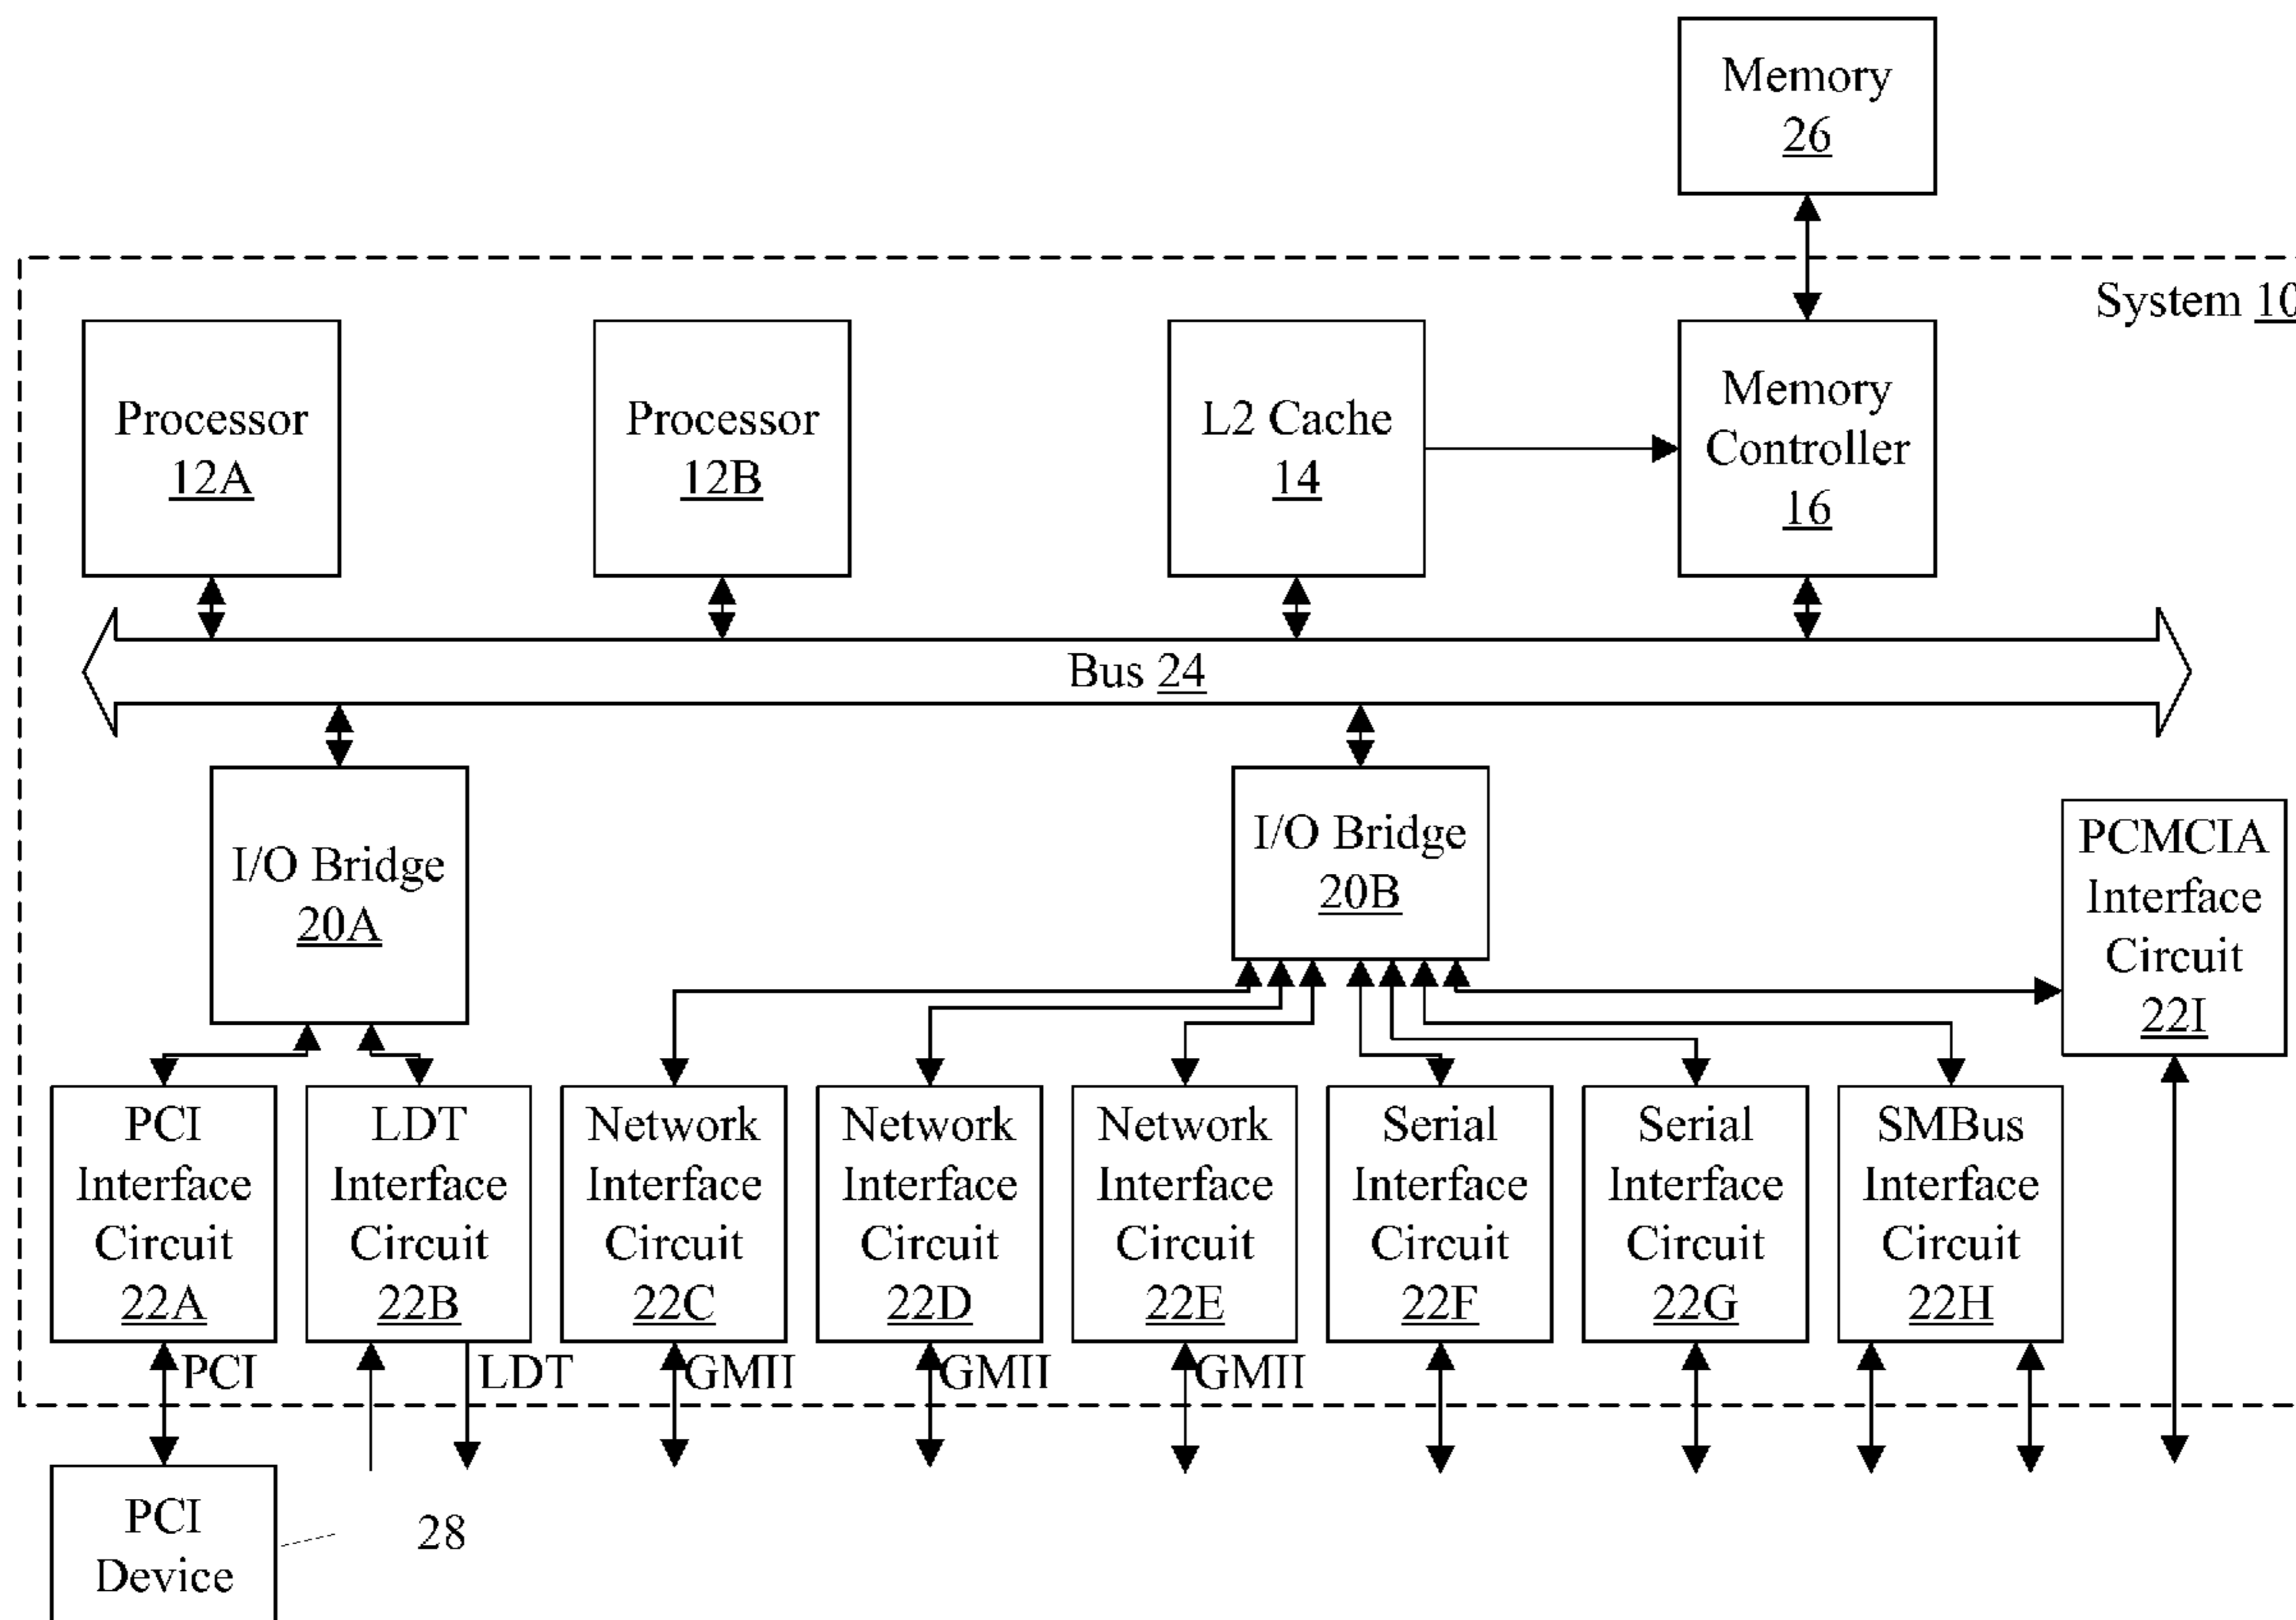 Memory
26
System 10
Processor
12A
Processor
12B
L2 Cache
14
Memory
Controller
16
Bus 24
I/O Bridge
20A
I/O Bridge
20B
PCMCIA
Interface
Circuit
22I
PCI
Interface
Circuit
22A
LDT
Interface
Circuit
22B
Network
Interface
Circuit
22C
Network
Interface
Circuit
22D
Network
Interface
Circuit
22E
Serial
Interface
Circuit
22F
Serial
Interface
Circuit
22G
SMBus
Interface
Circuit
22H
PCI
LDT
GMII
GMII
GMII
PCI
Device
28